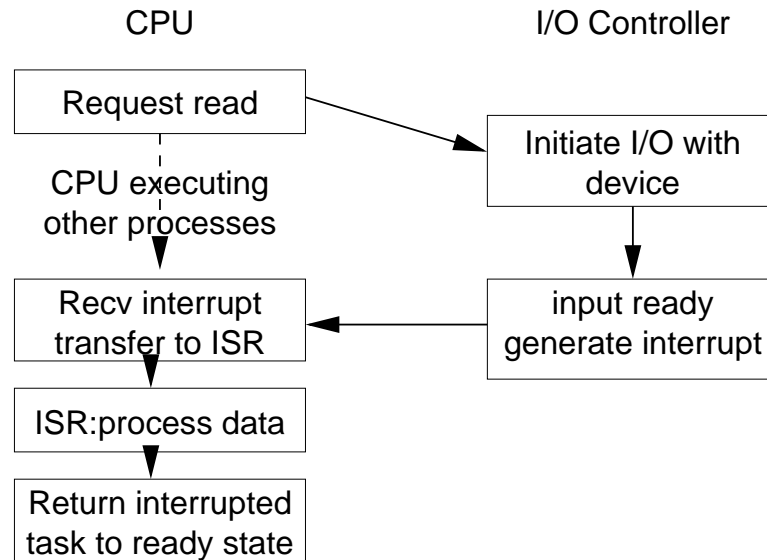 CPU
I/O Controller
Request read
Initiate I/O with
device
CPU executing
other processes
Recv interrupt
transfer to ISR
input ready
generate interrupt
ISR:process data
Return interrupted
task to ready state